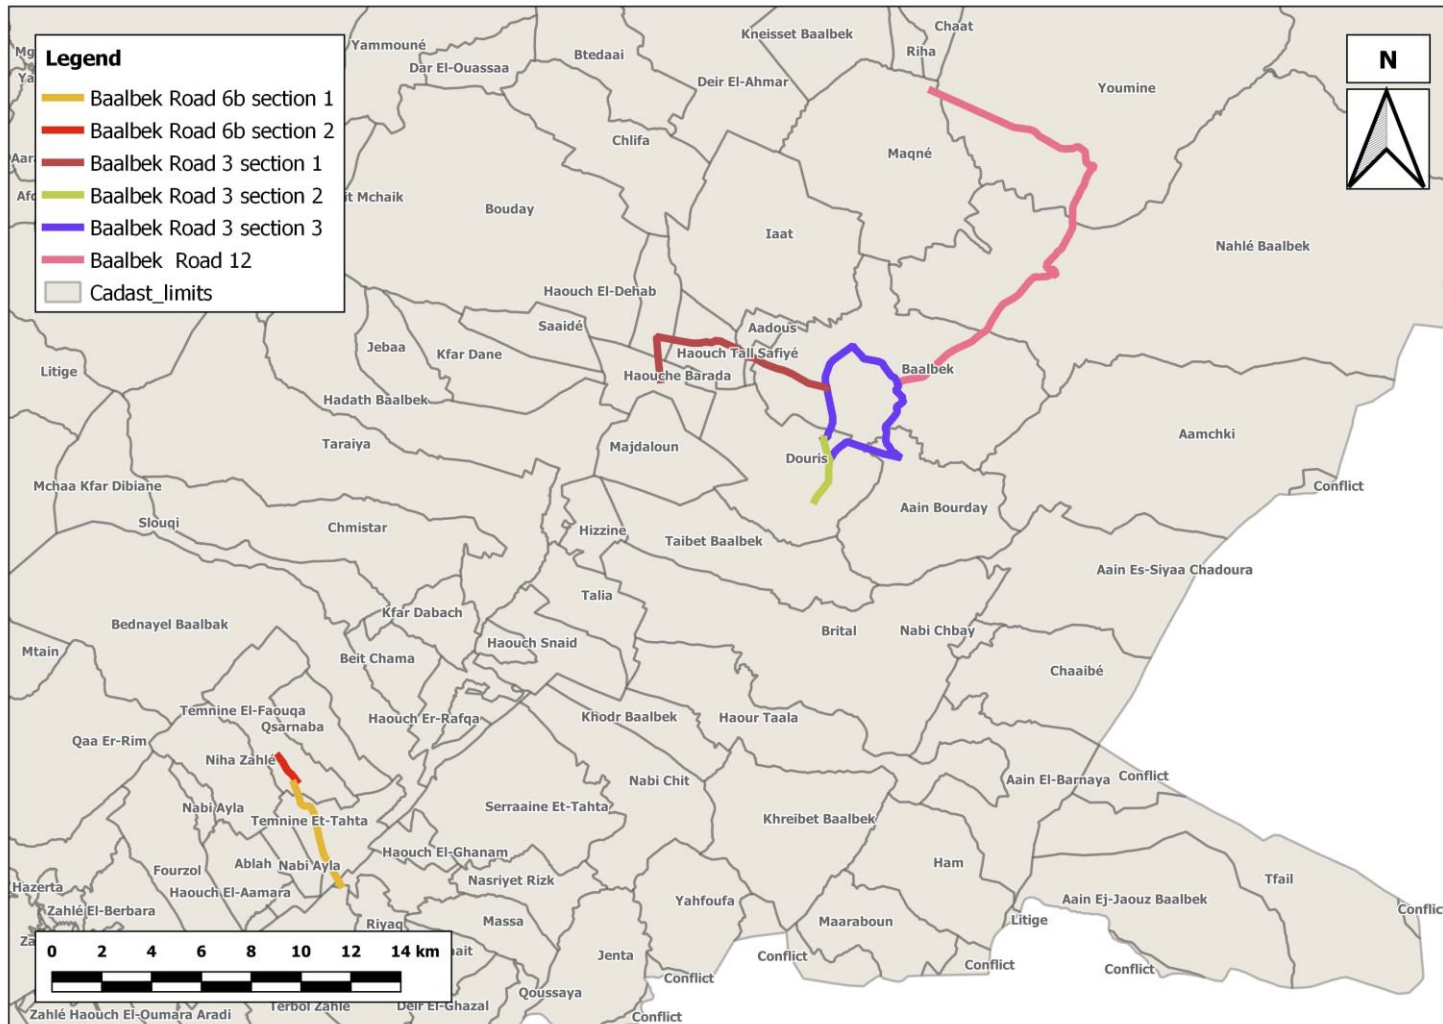 Legend
Baalbek Road 6b section 1
Baalbek Road 6b section 2
Baalbek Road 3 section 1
Baalbek Road 3 section 2
Baalbek Road 3 section 3
Baalbek  Road 12
Cadast_limits
N
Yammouné
Dar El-Ouassaa
Btedaai
Kneisset Baalbek
Chaat
Riha
Deir El-Ahmar
Youmine
Chlifa
Maqné
it Mchaik
Bouday
Iaat
Nahlé Baalbek
Haouch El-Dehab
Saaidé
Aadous
Jebaa
Kfar Dane
Haouch Tall Safiyé
Litige
Haouche Barada
Baalbek
Hadath Baalbek
Taraiya
Majdaloun
Aamchki
Douris
Mchaa Kfar Dibiane
Conflict
Slouqi
Chmistar
Hizzine
Aain Bourday
Taibet Baalbek
Aain Es-Siyaa Chadoura
Talia
Kfar Dabach
Bednayel Baalbak
Brital
Nabi Chbay
Haouch Snaid
Mtain
Beit Chama
Chaaibé
Temnine El-Faouqa
Haouch Er-Rafqa
Khodr Baalbek
Haour Taala
Qsarnaba
Qaa Er-Rim
Niha Zahlé
Nabi Chit
Aain El-Barnaya
Conflict
Nabi Ayla
Serraaine Et-Tahta
Temnine Et-Tahta
Khreibet Baalbek
Haouch El-Ghanam
Ablah
Nabi Ayla
Ham
Fourzol
Nasriyet Rizk
Tfail
Hazerta
Haouch El-Aamara
Yahfoufa
Aain Ej-Jaouz Baalbek
Zahlé El-Berbara
Conflic
Riyaq
Massa
Maaraboun
Litige
Jenta
Conflict
Conflict
Conflict
Conflict
Qoussaya
Terbol Zahle
Deir El-Ghazal
Zahlé Haouch El-Oumara Aradi
Conflict
0 2 4 6 8 10 12 14 km